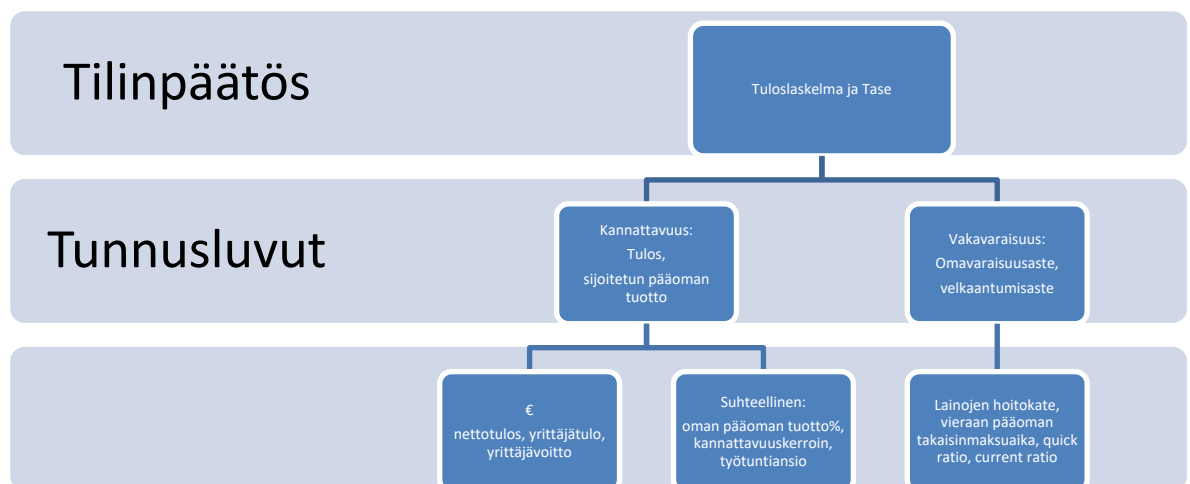 Tilinpäätös
Tuloslaskelma ja Tase
Tunnusluvut
Kannattavuus:
Tulos,
sijoitetun pääoman
tuotto
Vakavaraisuus:
Omavaraisuusaste,
velkaantumisaste
€
nettotulos, yrittäjätulo,
yrittäjävoitto
Suhteellinen:
oman pääoman tuotto%,
kannattavuuskerroin,
työtuntiansio
Lainojen hoitokate,
vieraan pääoman
takaisinmaksuaika, quick
ratio, current ratio